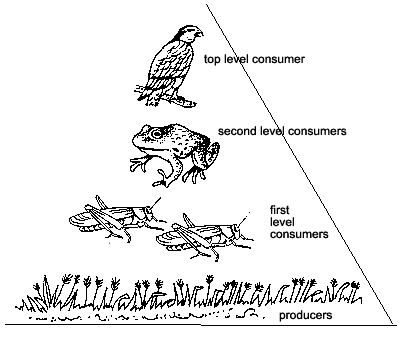 top level consumer
second level consumers
first
level
consumers
producers